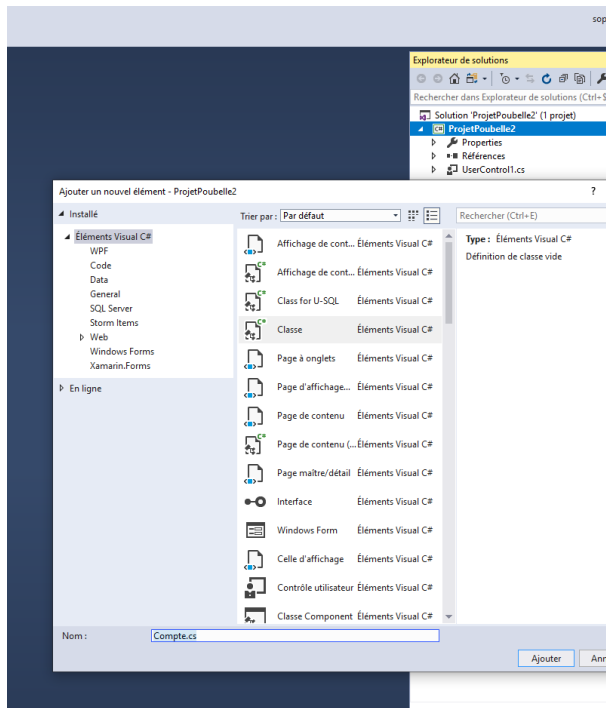 sop
Explorateur de solutions
Rechercher dans Explorateur de solutions (Ctrl+$
Solution 'ProjetPoubelle2' (1 projet)
C# ProjetPoubelle2
Properties
Références
UserControl1.cs
Ajouter un nouvel élément - ProjetPoubelle2 ?
Installé
Trier par : Par défaut
Rechercher (Ctrl+E)
Éléments Visual C#
WPF
Code
Data
General
SQL Server
Storm Items
Web
Windows Forms
Xamarin.Forms
En ligne
Affichage de cont... Éléments Visual C#
Affichage de cont... Éléments Visual C#
Class for U-SQL Éléments Visual C#
Classe Éléments Visual C#
Page à onglets Éléments Visual C#
Page d'affichage... Éléments Visual C#
Page de contenu Éléments Visual C#
Page de contenu (... Éléments Visual C#
Page maître/détail Éléments Visual C#
Interface Éléments Visual C#
Windows Form Éléments Visual C#
Celle d'affichage Éléments Visual C#
Contrôle utilisateur Éléments Visual C#
Classe Component Éléments Visual C#
Type : Éléments Visual C#
Définition de classe vide
Nom : Compte.cs
Ajouter
Ann